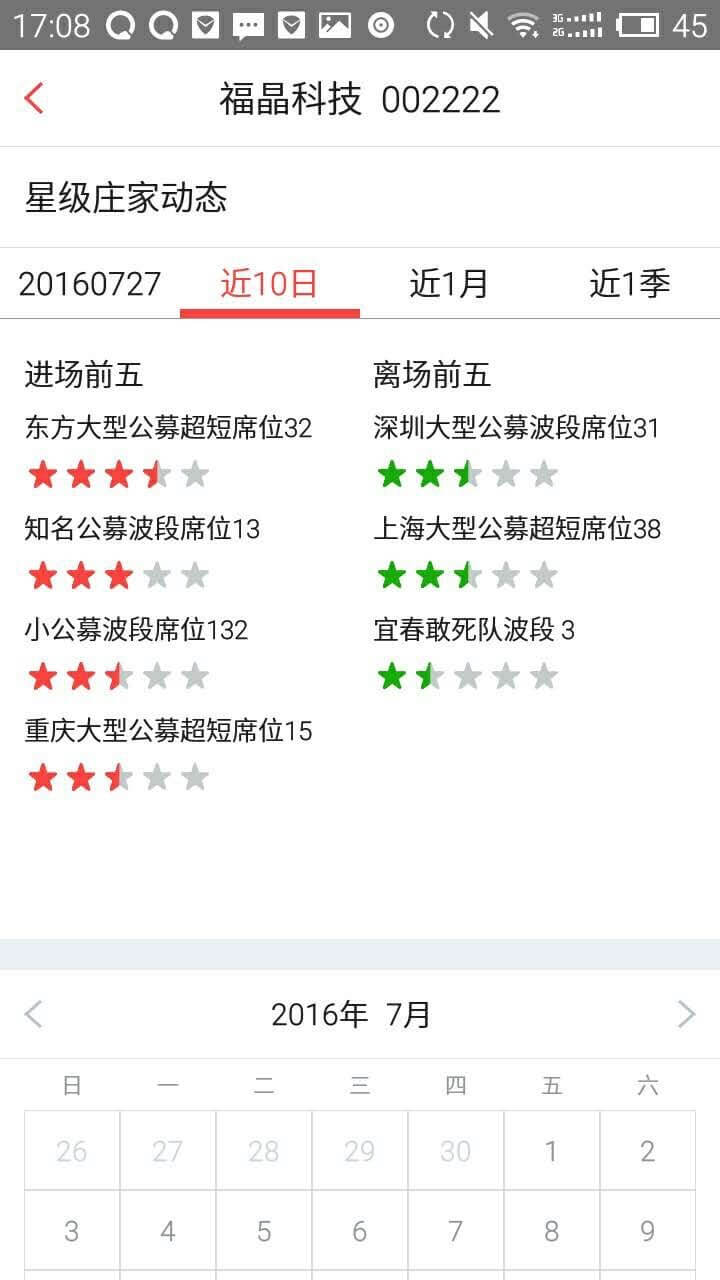 17:08 3G 2G 45
福晶科技 002222
星级庄家动态
20160727 近10日 近1月 近1季
进场前五 离场前五
东方大型公募超短席位32 深圳大型公募波段席位31
知名公募波段席位13 上海大型公募超短席位38
小公募波段席位132 宜春敢死队波段 3
重庆大型公募超短席位15
2016年 7月
日 一 二 三 四 五 六
26 27 28 29 30 1 2
3 4 5 6 7 8 9